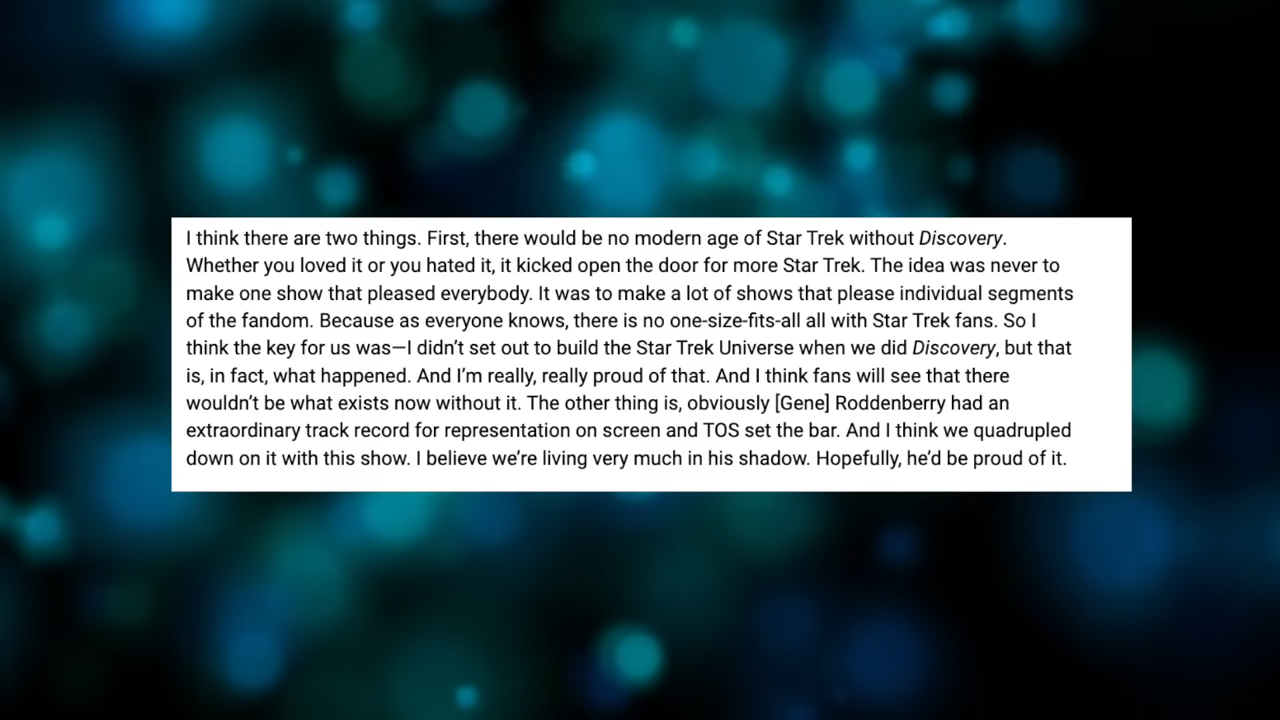 I think there are two things. First, there would be no modern age of Star Trek without Discovery.
Whether you loved it or you hated it, it kicked open the door for more Star Trek. The idea was never to
make one show that pleased everybody. It was to make a lot of shows that please individual segments
of the fandom. Because as everyone knows, there is no one-size-fits-all all with Star Trek fans. So I
think the key for us was—I didn’t set out to build the Star Trek Universe when we did Discovery, but that
is, in fact, what happened. And I’m really, really proud of that. And I think fans will see that there
wouldn’t be what exists now without it. The other thing is, obviously [Gene] Roddenberry had an
extraordinary track record for representation on screen and TOS set the bar. And I think we quadrupled
down on it with this show. I believe we’re living very much in his shadow. Hopefully, he’d be proud of it.